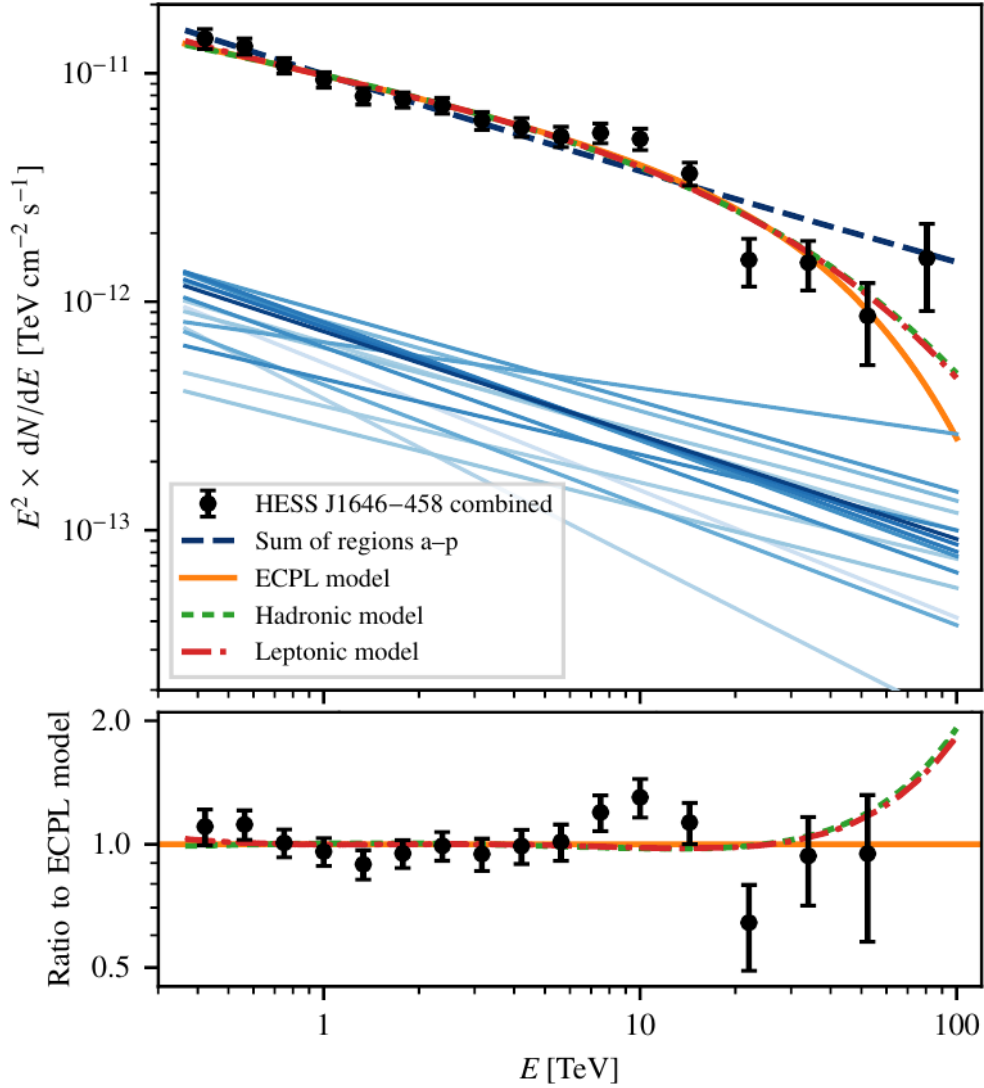 10⁻¹¹
10⁻¹²
10⁻¹³
E² × dN/dE [TeV cm⁻² s⁻¹]
HESS J1646−458 combined
Sum of regions a–p
ECPL model
Hadronic model
Leptonic model
2.0
1.0
0.5
Ratio to ECPL model
1
10
100
E [TeV]